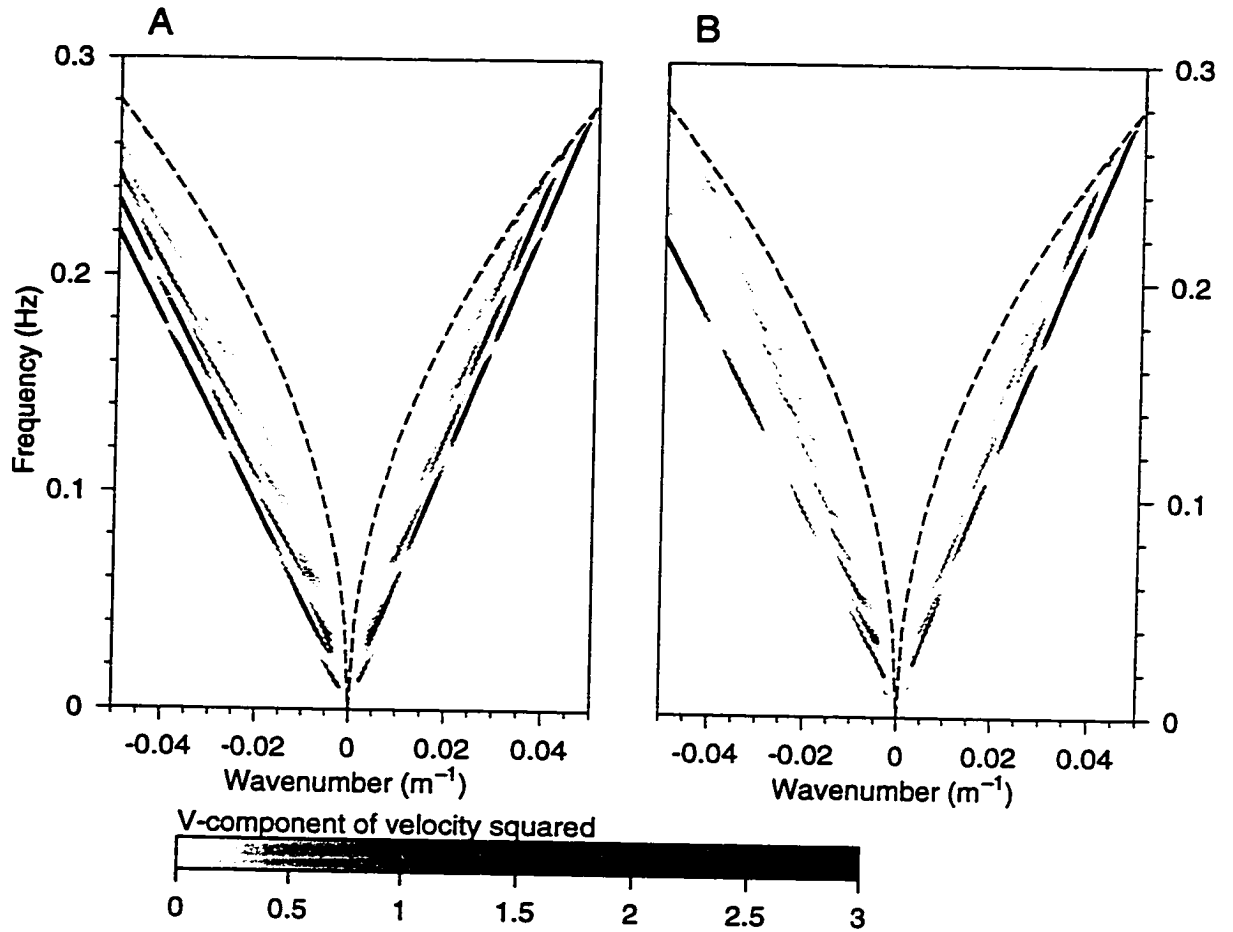 A
B
0.3
0.2
0.1
0
Frequency (Hz)
-0.04 -0.02 0 0.02 0.04
Wavenumber (m⁻¹)
0.3
0.2
0.1
0
-0.04 -0.02 0 0.02 0.04
Wavenumber (m⁻¹)
V-component of velocity squared
0 0.5 1 1.5 2 2.5 3